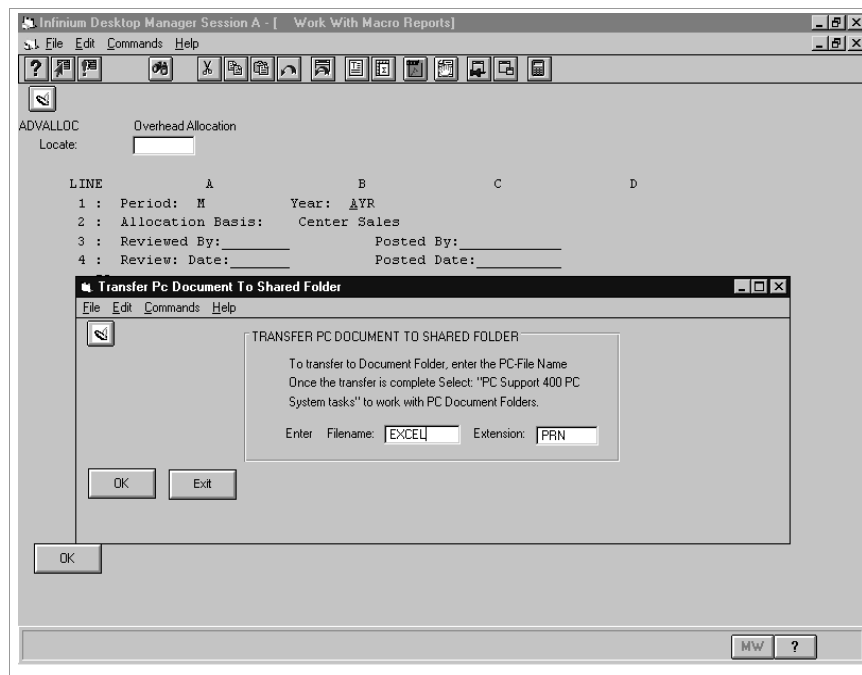 Infinium Desktop Manager Session A - [ Work With Macro Reports]
File Edit Commands Help
ADVALLOC Overhead Allocation
Locate:
LINE A B C D
1 : Period: M Year: AYR
2 : Allocation Basis: Center Sales
3 : Reviewed By:__________ Posted By:_______________
4 : Review: Date:_________ Posted Date:_____________
Transfer Pc Document To Shared Folder
File Edit Commands Help
TRANSFER PC DOCUMENT TO SHARED FOLDER
To transfer to Document Folder, enter the PC-File Name
Once the transfer is complete Select: "PC Support 400 PC
System tasks" to work with PC Document Folders.
Enter Filename: EXCEL Extension: PRN
OK Exit
OK
MW ?